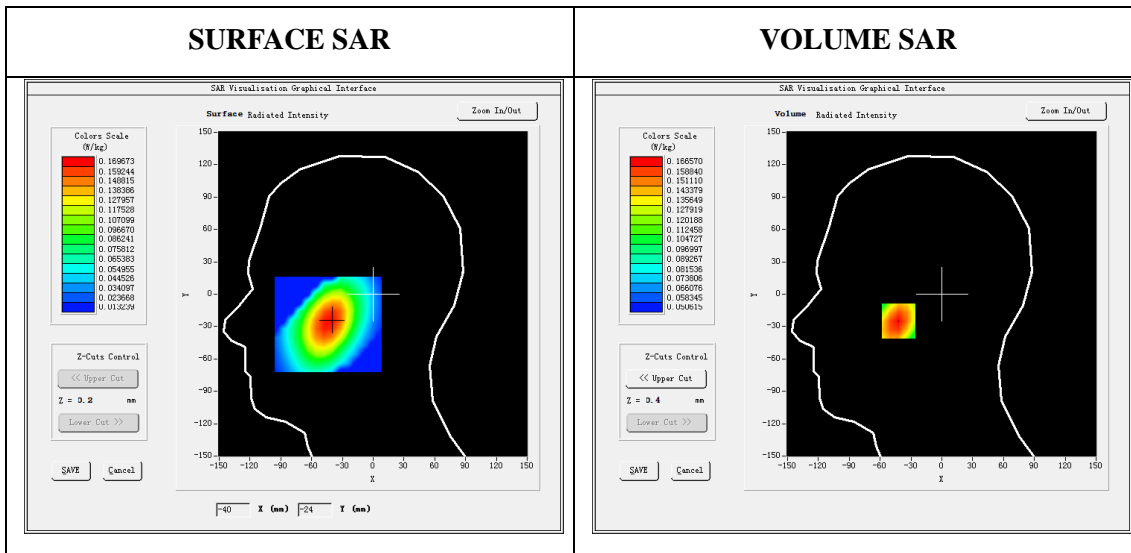 SURFACE SAR
VOLUME SAR
SAR Visualisation Graphical Interface
Surface Radiated Intensity
Zoom In/Out
Colors Scale
(W/kg)
0.169673
0.159244
0.148815
0.138386
0.127957
0.117528
0.107099
0.096670
0.086241
0.075812
0.065383
0.054955
0.044526
0.034097
0.023668
0.013239
150
120
90
60
30
0
-30
-60
-90
-120
-150
Y
-150 -120 -90 -60 -30 0 30 60 90 120 150
X
Z-Cuts Control
<< Upper Cut
Z = 0.2 mm
Lower Cut >>
SAVE Cancel
-40 X (mm) -24 Y (mm)
SAR Visualisation Graphical Interface
Volume Radiated Intensity
Zoom In/Out
Colors Scale
(W/kg)
0.166570
0.158840
0.151110
0.143379
0.135649
0.127919
0.120188
0.112458
0.104727
0.096997
0.089267
0.081536
0.073806
0.066076
0.058345
0.050615
150
120
90
60
30
0
-30
-60
-90
-120
-150
Y
-150 -120 -90 -60 -30 0 30 60 90 120 150
X
Z-Cuts Control
<< Upper Cut
Z = 0.4 mm
Lower Cut >>
SAVE Cancel